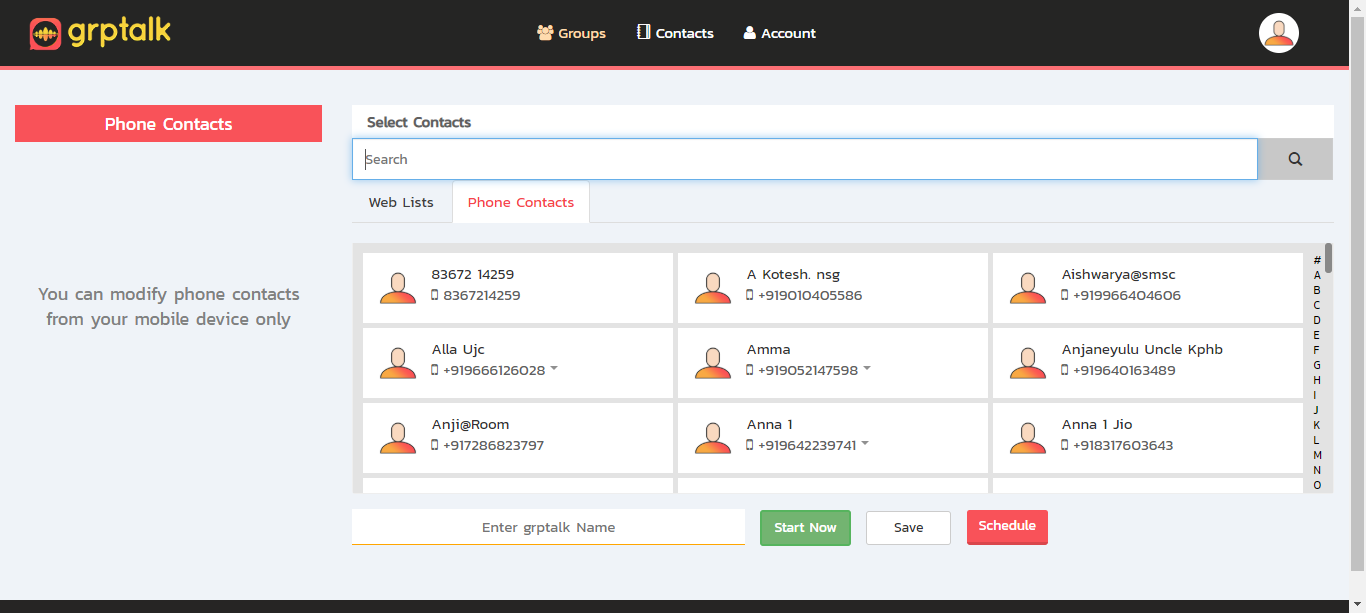 grptalk
Groups
Contacts
Account
Phone Contacts
You can modify phone contacts
from your mobile device only
Select Contacts
Search
Web Lists
Phone Contacts
83672 14259
8367214259
A Kotesh. nsg
+919010405586
Aishwarya@smsc
+919966404606
Alla Ujc
+919666126028
Amma
+919052147598
Anjaneyulu Uncle Kphb
+919640163489
Anji@Room
+917286823797
Anna 1
+919642239741
Anna 1 Jio
+918317603643
#
A
B
C
D
E
F
G
H
I
J
K
L
M
N
O
Enter grptalk Name
Start Now
Save
Schedule